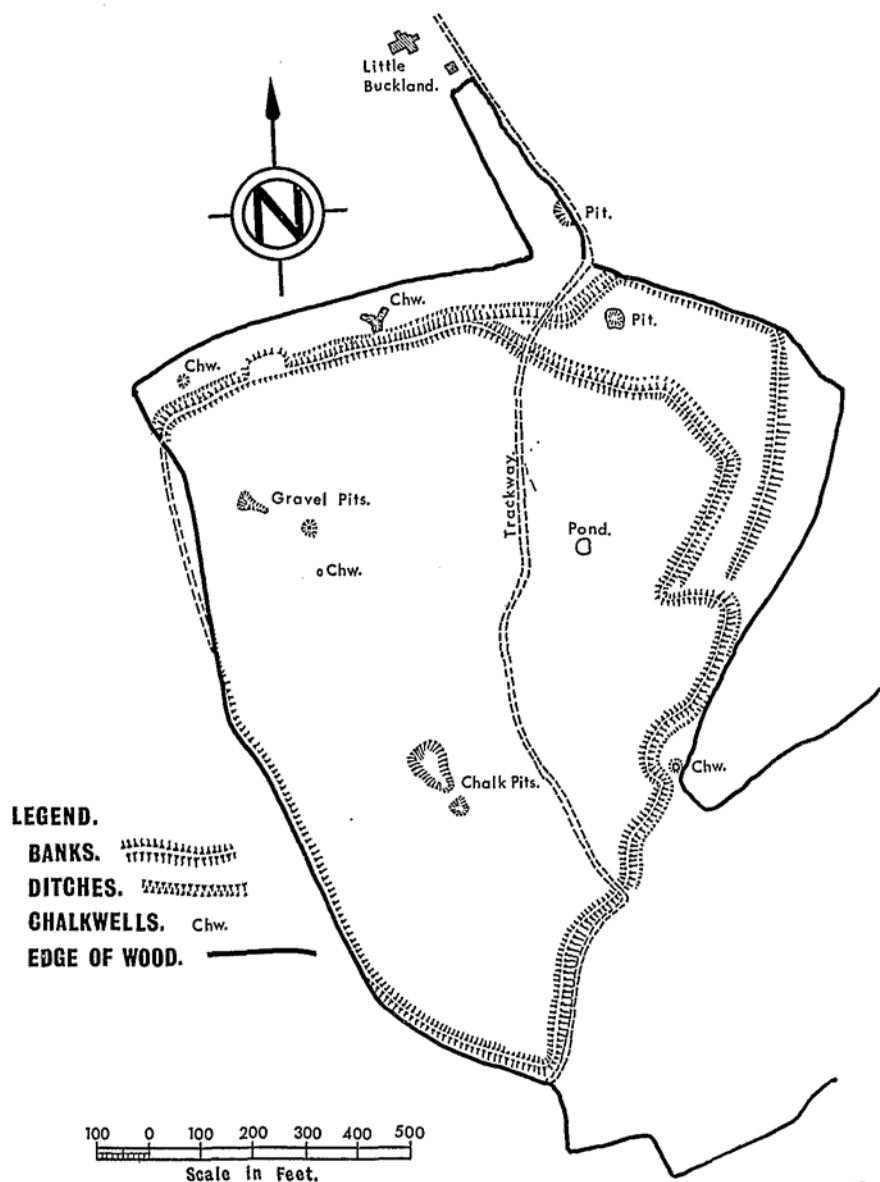 Little
Buckland.
N
Pit.
Chw.
Pit.
Chw.
Gravel Pits.
Trackway.
Pond.
Chw.
Chw.
Chalk Pits.
LEGEND.
BANKS.
DITCHES.
CHALKWELLS. Chw.
EDGE OF WOOD.
100 0 100 200 300 400 500
Scale in Feet.